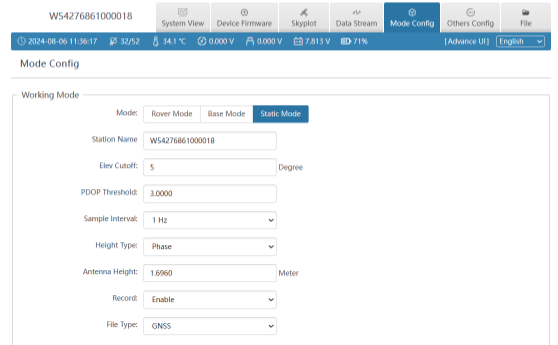 W54276861000018
System View
Device Firmware
Skyplot
Data Stream
Mode Config
Others Config
File
2024-08-06 11:36:17 32/52 34.1 ℃ 0.000 V 0.000 V 7.813 V 71% [Advance UI] English
Mode Config
Working Mode
Mode: Rover Mode Base Mode Static Mode
Station Name W54276861000018
Elev Cutoff: 5 Degree
PDOP Threshold: 3.0000
Sample Interval: 1 Hz
Height Type: Phase
Antenna Height: 1.6960 Meter
Record: Enable
File Type: GNSS